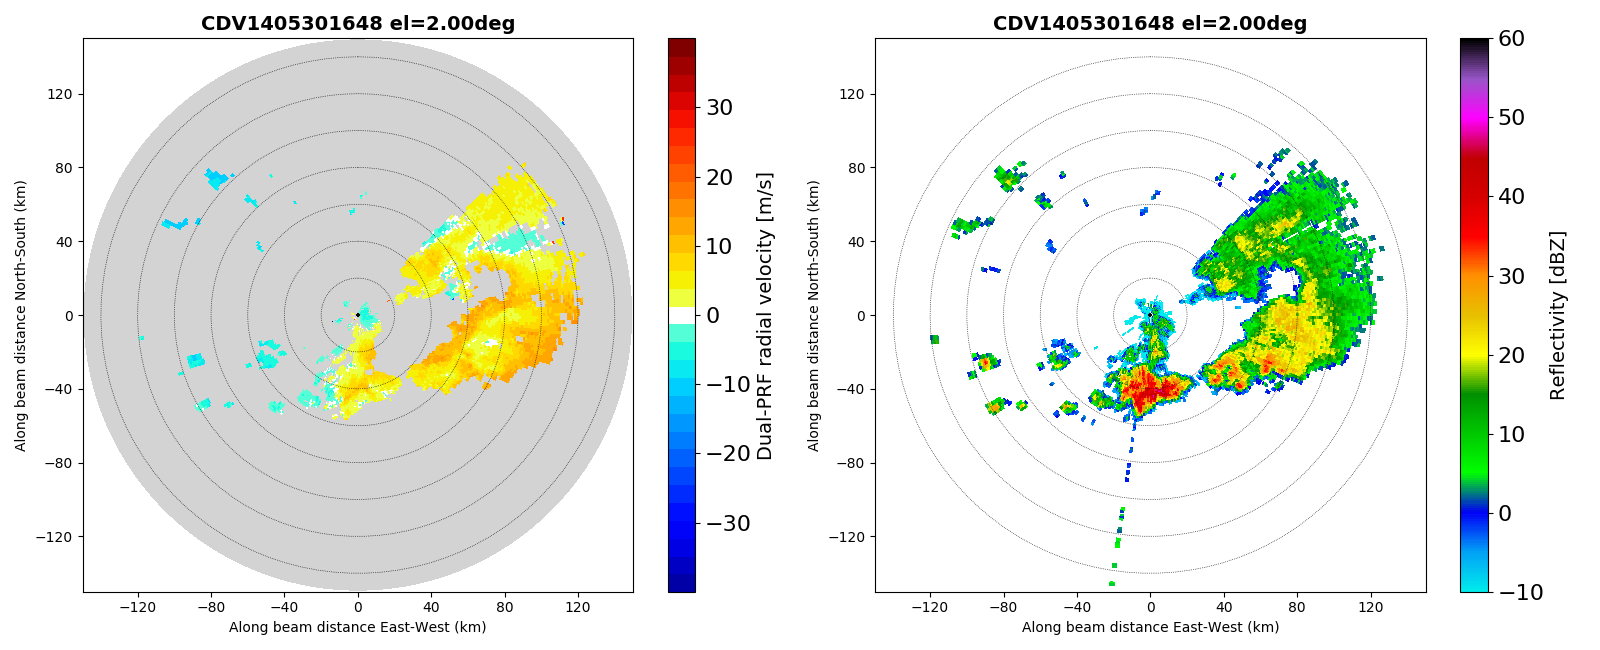 CDV1405301648 el=2.00deg
120
80
40
0
−40
−80
−120
Along beam distance North-South (km)
−120 −80 −40 0 40 80 120
Along beam distance East-West (km)
30
20
10
0
−10
−20
−30
Dual-PRF radial velocity [m/s]
CDV1405301648 el=2.00deg
120
80
40
0
−40
−80
−120
Along beam distance North-South (km)
−120 −80 −40 0 40 80 120
Along beam distance East-West (km)
60
50
40
30
20
10
0
−10
Reflectivity [dBZ]